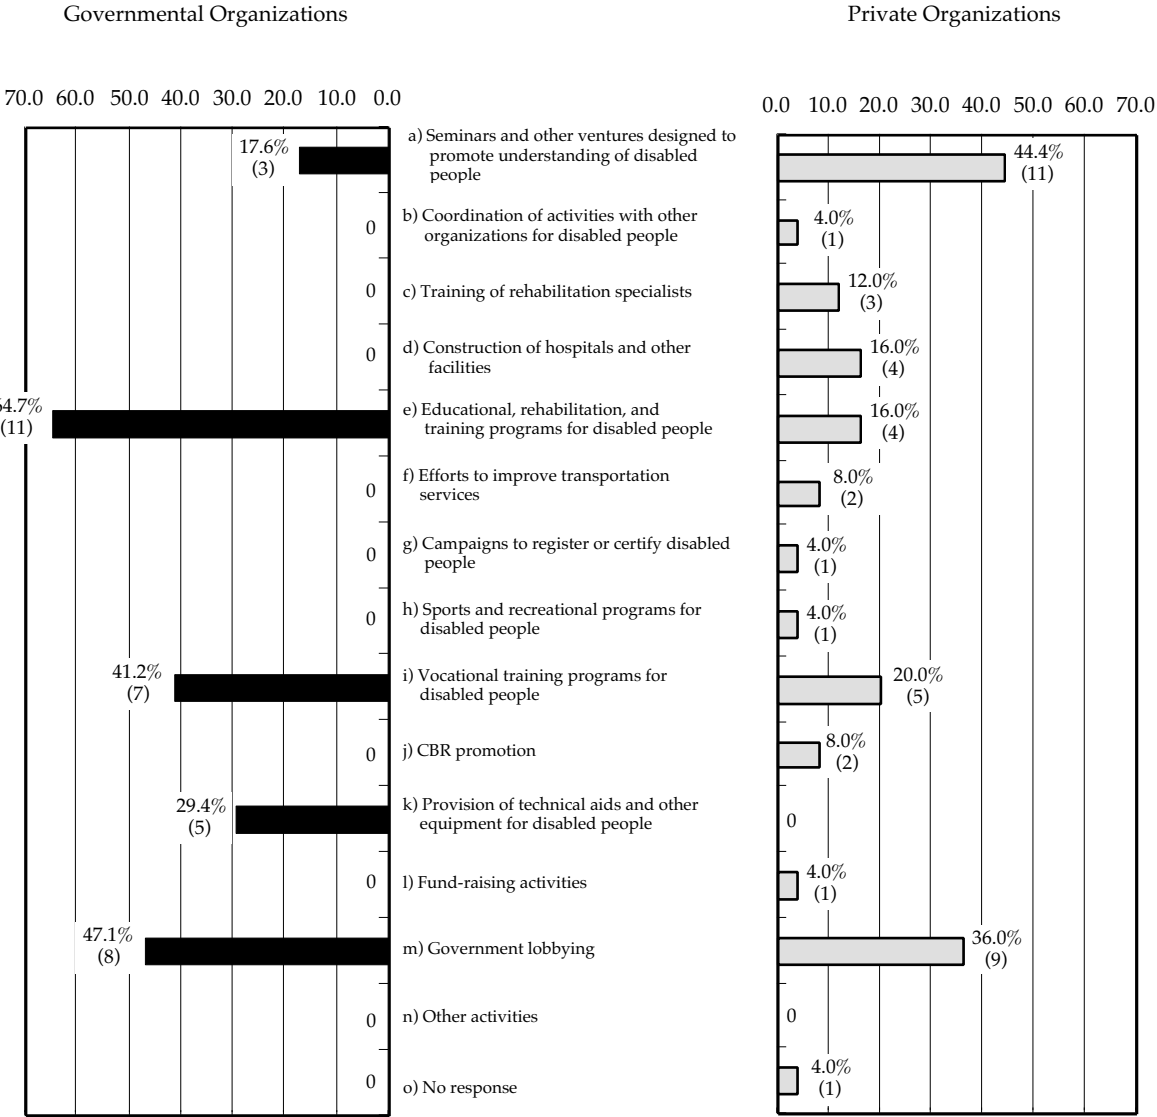 Governmental Organizations
Private Organizations
70.0 60.0 50.0 40.0 30.0 20.0 10.0 0.0
0.0 10.0 20.0 30.0 40.0 50.0 60.0 70.0
17.6%
(3)
a) Seminars and other ventures designed to
promote understanding of disabled
people
44.4%
(11)
0
b) Coordination of activities with other
organizations for disabled people
4.0%
(1)
0
c) Training of rehabilitation specialists
12.0%
(3)
0
d) Construction of hospitals and other
facilities
16.0%
(4)
64.7%
(11)
e) Educational, rehabilitation, and
training programs for disabled people
16.0%
(4)
0
f) Efforts to improve transportation
services
8.0%
(2)
0
g) Campaigns to register or certify disabled
people
4.0%
(1)
0
h) Sports and recreational programs for
disabled people
4.0%
(1)
41.2%
(7)
i) Vocational training programs for
disabled people
20.0%
(5)
0
j) CBR promotion
8.0%
(2)
29.4%
(5)
k) Provision of technical aids and other
equipment for disabled people
0
0
l) Fund-raising activities
4.0%
(1)
47.1%
(8)
m) Government lobbying
36.0%
(9)
0
n) Other activities
0
0
o) No response
4.0%
(1)